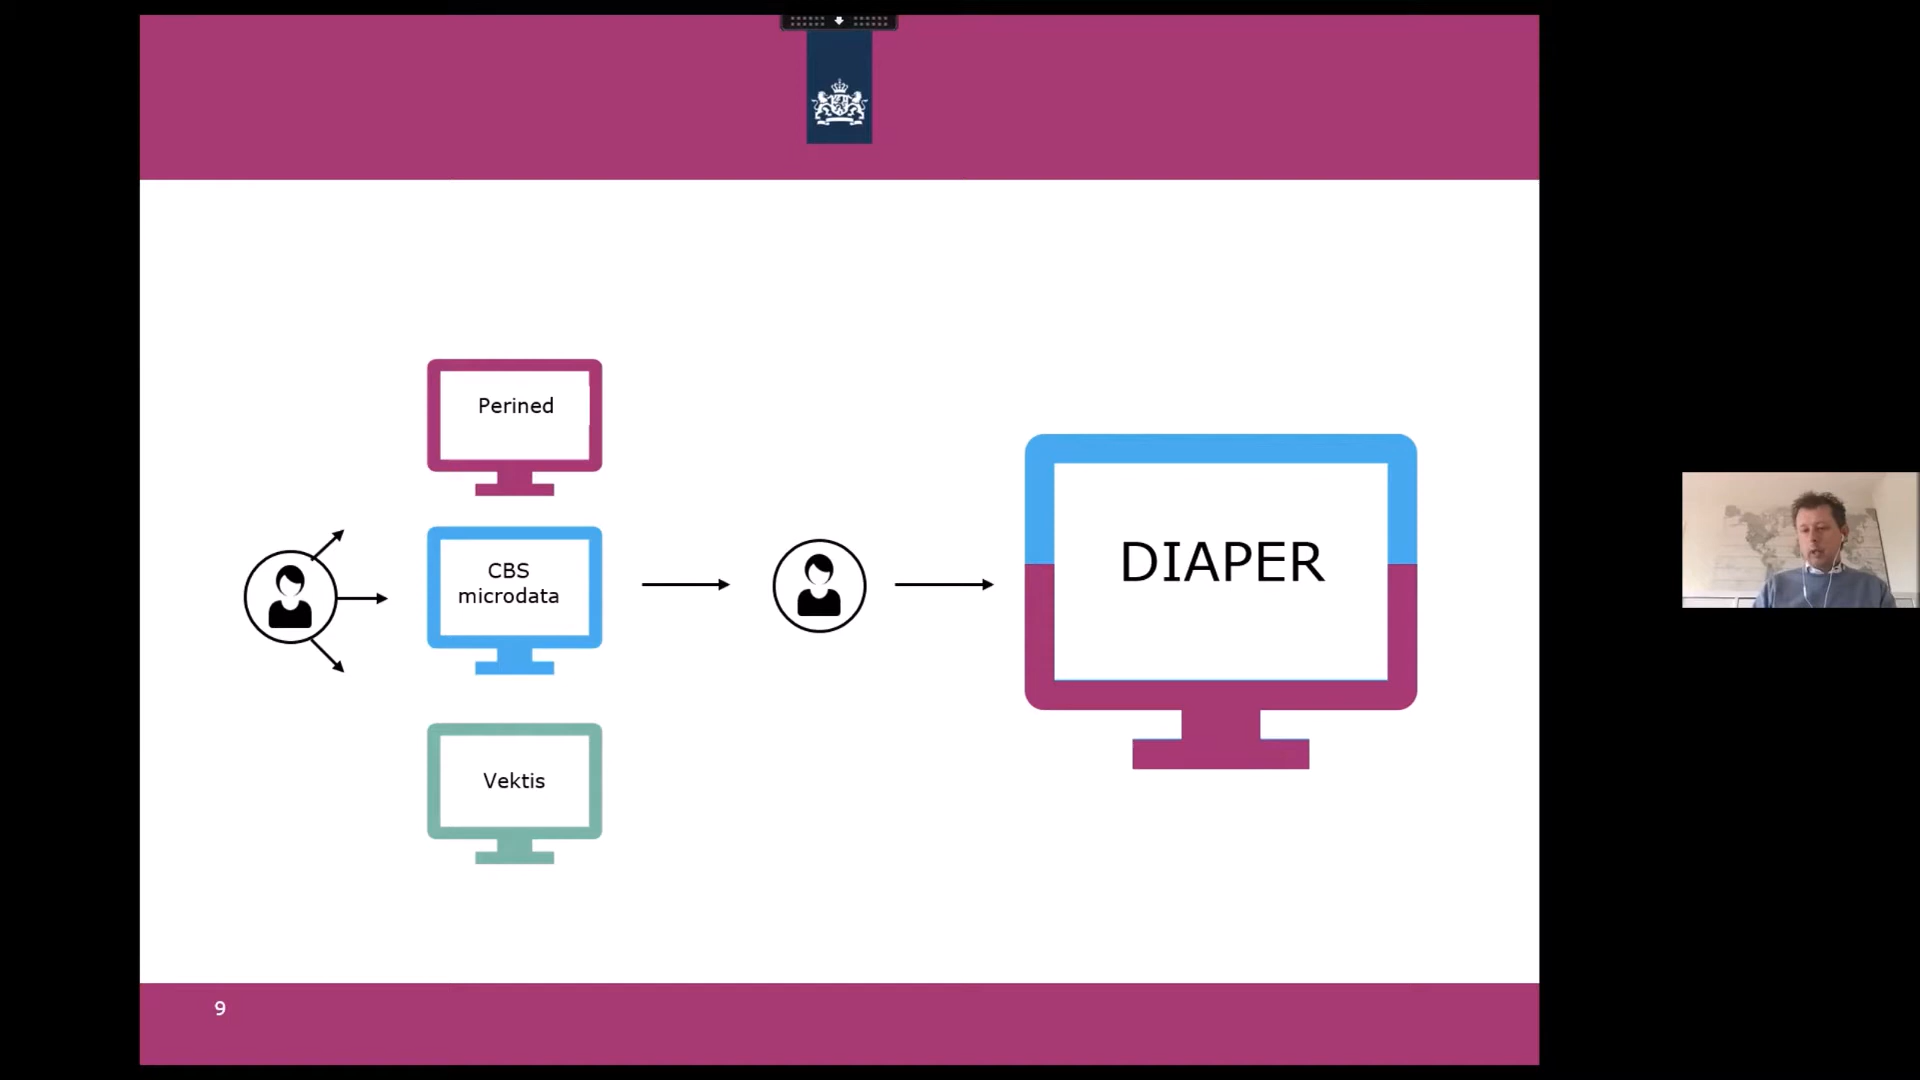 Perined
CBS
microdata
Vektis
DIAPER
9